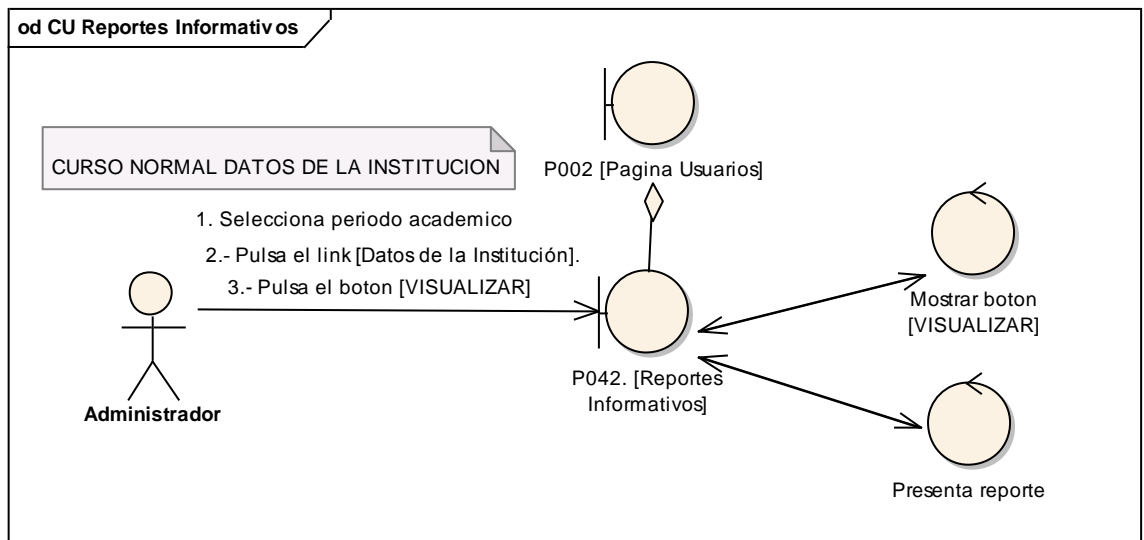 od CU Reportes Informativos
CURSO NORMAL DATOS DE LA INSTITUCION
P002 [Pagina Usuarios]
1. Selecciona periodo academico
2.- Pulsa el link [Datos de la Institución].
3.- Pulsa el boton [VISUALIZAR]
Mostrar boton
[VISUALIZAR]
P042. [Reportes
Informativos]
Administrador
Presenta reporte